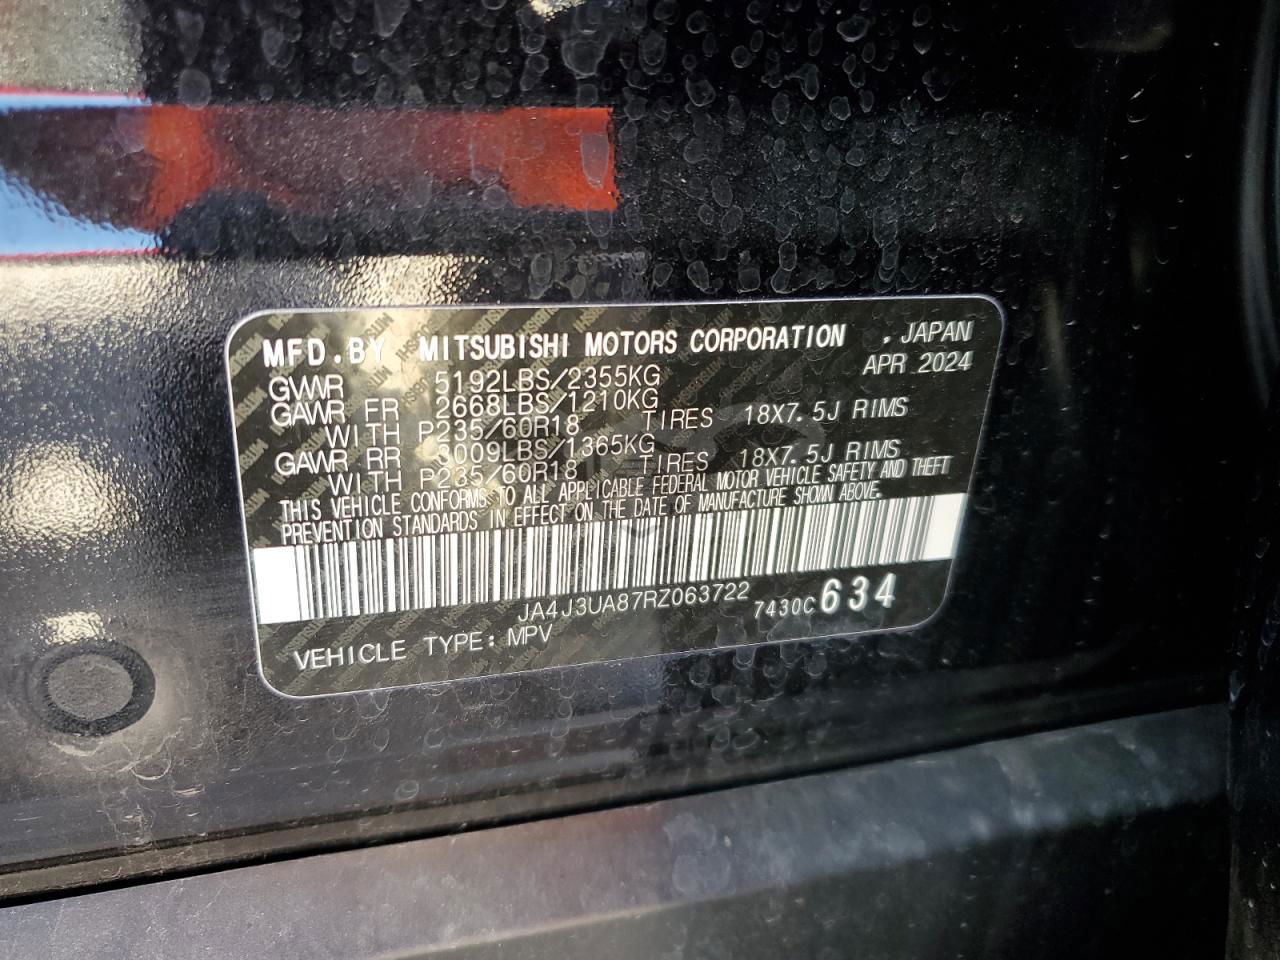 MFD.BY MITSUBISHI MOTORS CORPORATION , JAPAN
APR 2024
GVWR 5192LBS/2355KG
GAWR FR 2668LBS/1210KG
WITH P235/60R18 TIRES 18X7.5J RIMS
GAWR RR 3009LBS/1365KG
WITH P235/60R18 TIRES 18X7.5J RIMS
THIS VEHICLE CONFORMS TO ALL APPLICABLE FEDERAL MOTOR VEHICLE SAFETY AND THEFT
PREVENTION STANDARDS IN EFFECT ON THE DATE OF MANUFACTURE SHOWN ABOVE.
JA4J3UA87RZ063722
7430C634
VEHICLE TYPE: MPV